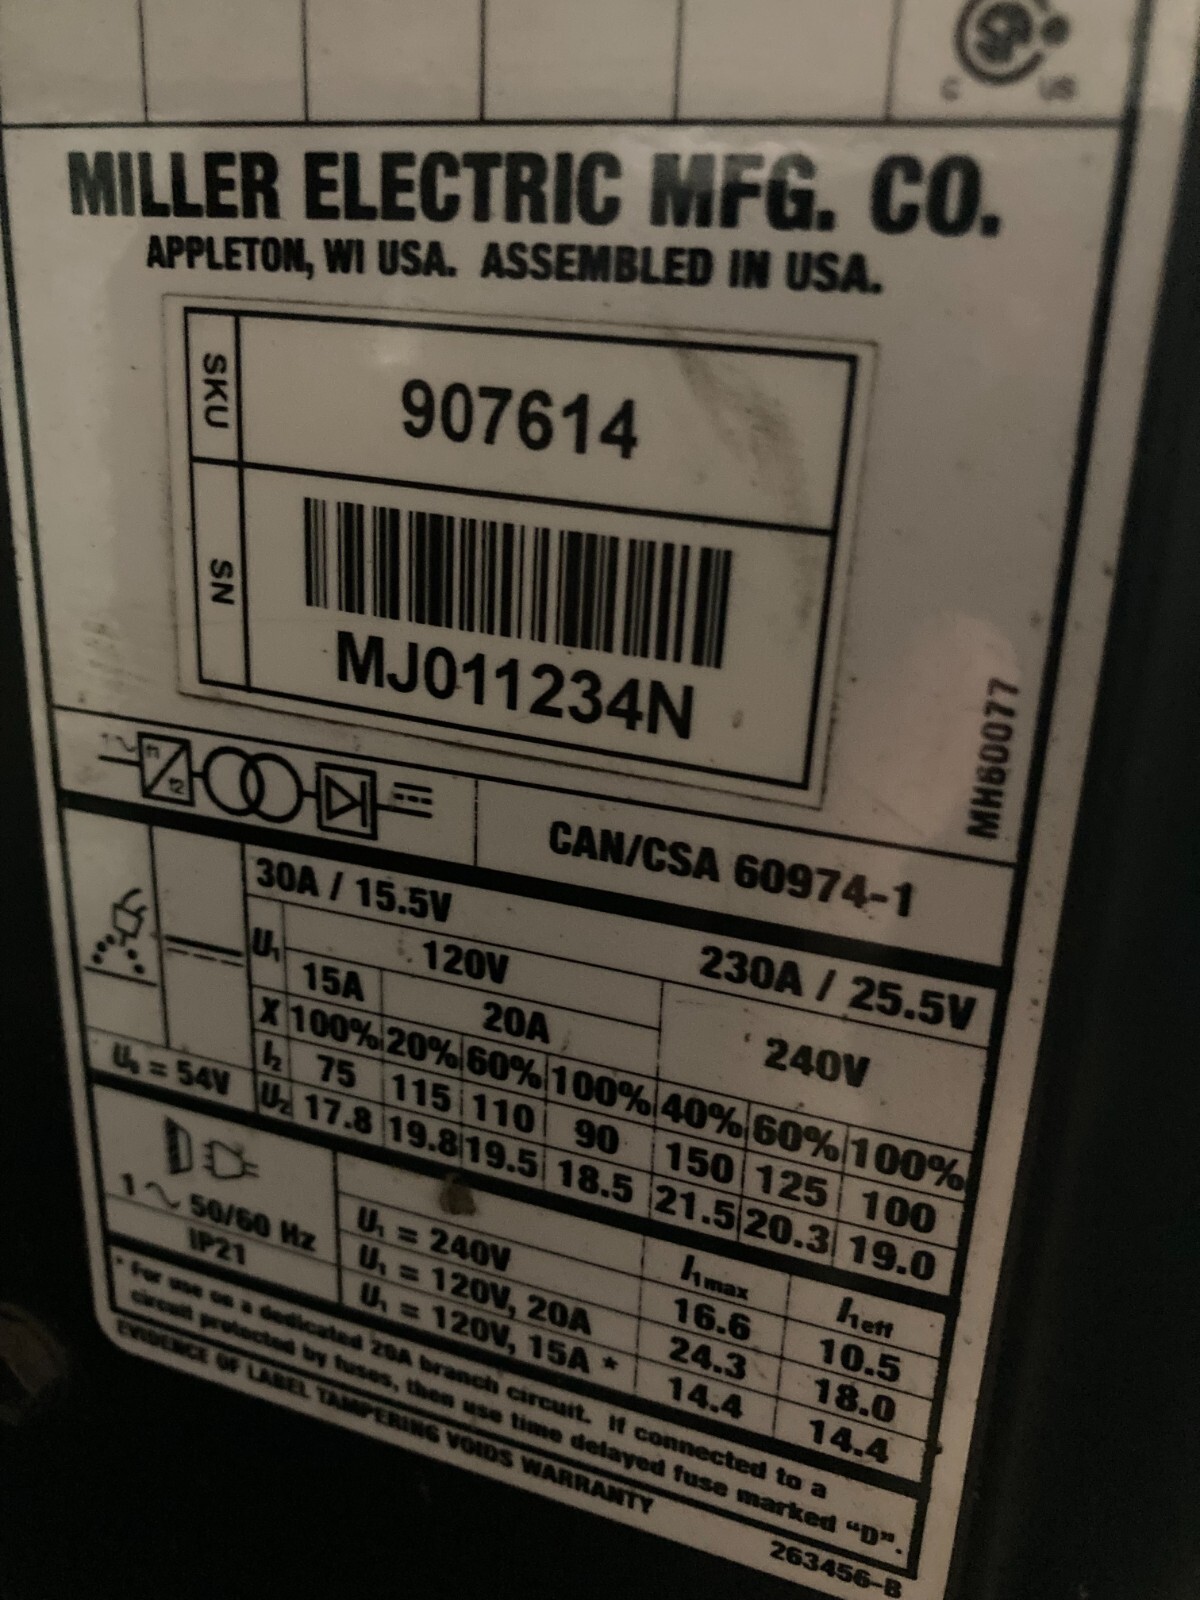 C US
MILLER ELECTRIC MFG. CO.
APPLETON, WI USA. ASSEMBLED IN USA.
SKU 907614
SN MJ011234N
MH60077
1~ f1 f2
CAN/CSA 60974-1
30A / 15.5V 230A / 25.5V
U1 120V 240V
15A 20A
X 100% 20% 60% 100% 40% 60% 100%
I2 75 115 110 90 150 125 100
U0 = 54V U2 17.8 19.8 19.5 18.5 21.5 20.3 19.0
I1max I1eff
1 ~ 50/60 Hz U1 = 240V 16.6 10.5
IP21 U1 = 120V, 20A 24.3 18.0
U1 = 120V, 15A * 14.4 14.4
* For use on a dedicated 20A branch circuit. If connected to a
circuit protected by fuses, then use time delayed fuse marked “D”.
EVIDENCE OF LABEL TAMPERING VOIDS WARRANTY
263456-B